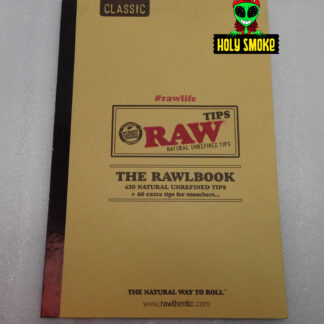 CLASSIC
HOLY SMOKE
#rawlife
TIPS
RAW
NATURAL UNREFINED TIPS
THE RAWLBOOK
420 NATURAL UNREFINED TIPS
+ 60 extra tips for moochers...
THE NATURAL WAY TO ROLL
www.rawthentic.com